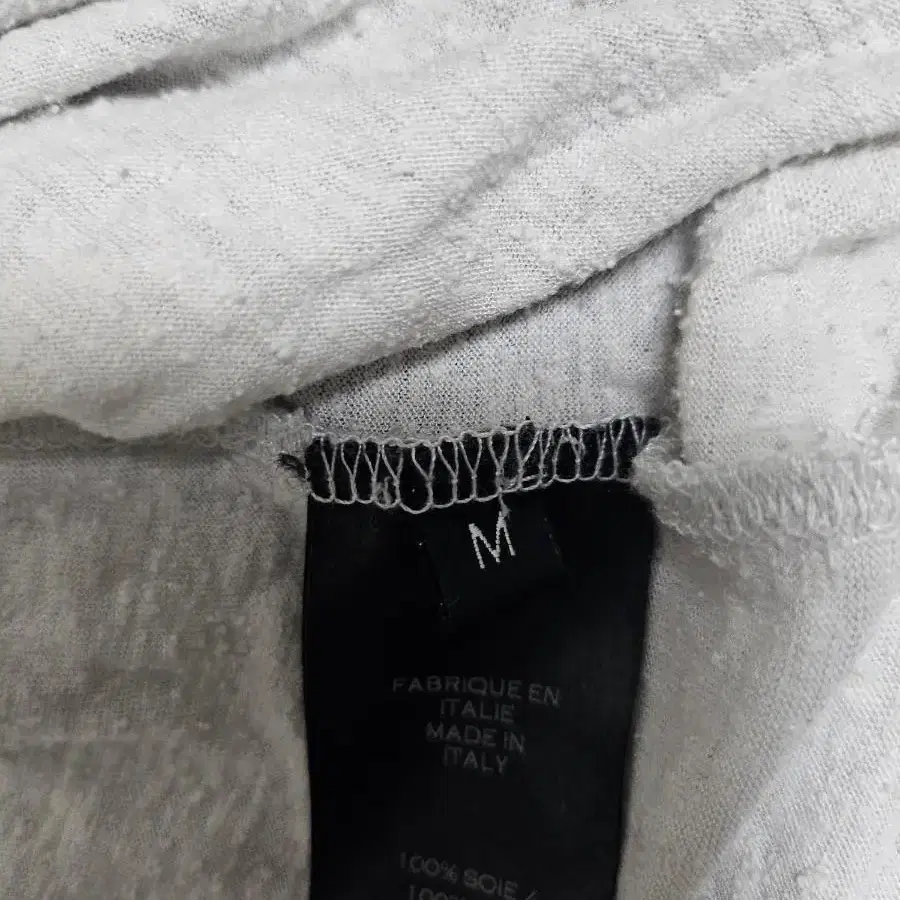 M
FABRIQUE EN
ITALIE
MADE IN
ITALY
100% SOIE /